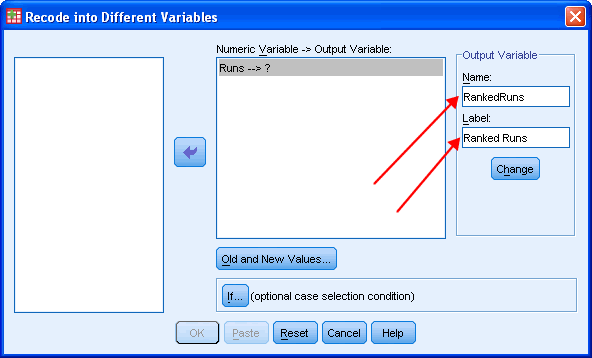 Recode into Different Variables
Numeric Variable -> Output Variable:
Runs --> ?
Output Variable
Name:
RankedRuns
Label:
Ranked Runs
Change
Old and New Values...
If... (optional case selection condition)
OK Paste Reset Cancel Help